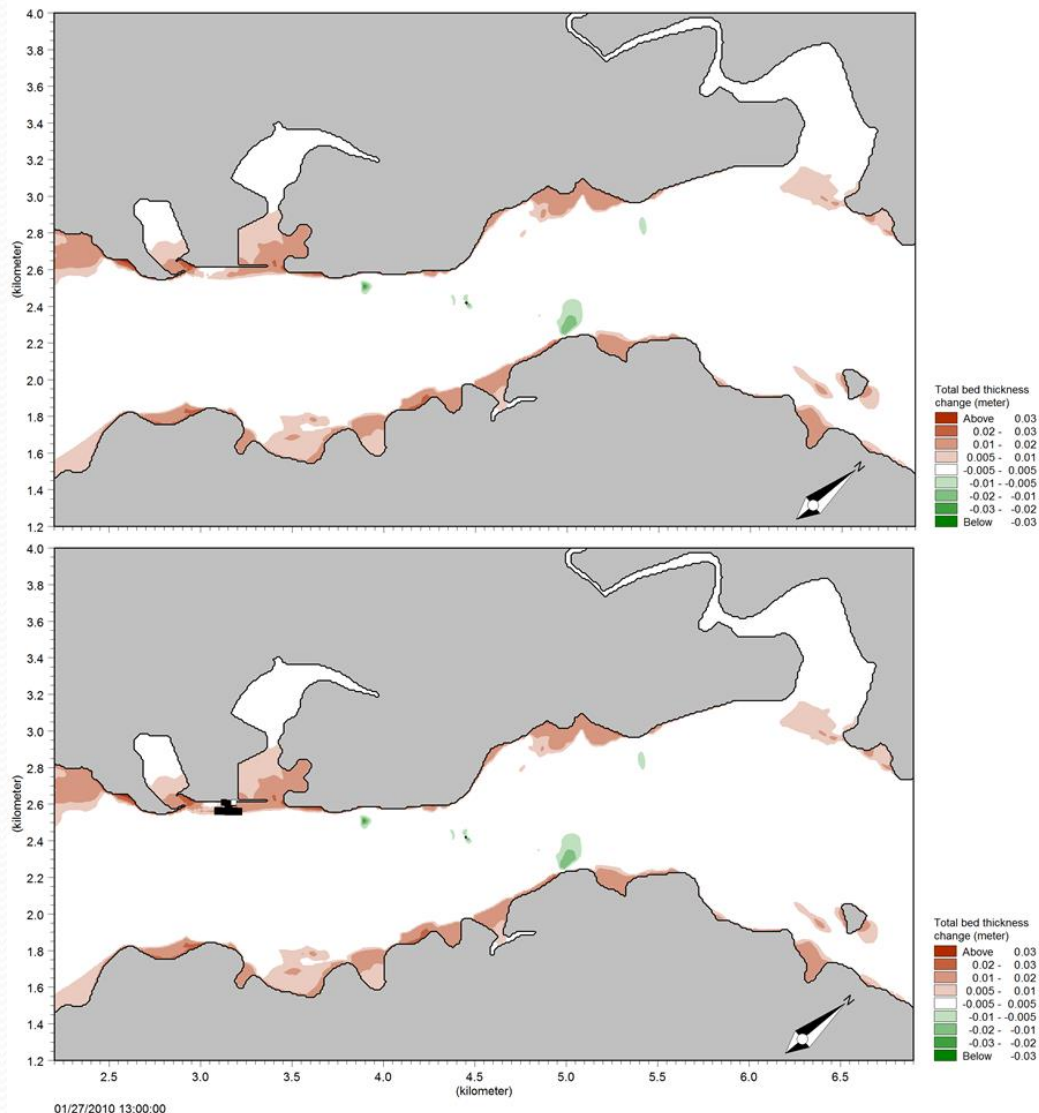 4.0
3.8
3.6
3.4
3.2
3.0
2.8
2.6
2.4
2.2
2.0
1.8
1.6
1.4
1.2
(kilometer)
N
Total bed thickness
change (meter)
Above 0.03
0.02 - 0.03
0.01 - 0.02
0.005 - 0.01
-0.005 - 0.005
-0.01 - -0.005
-0.02 - -0.01
-0.03 - -0.02
Below -0.03
4.0
3.8
3.6
3.4
3.2
3.0
2.8
2.6
2.4
2.2
2.0
1.8
1.6
1.4
1.2
(kilometer)
N
Total bed thickness
change (meter)
Above 0.03
0.02 - 0.03
0.01 - 0.02
0.005 - 0.01
-0.005 - 0.005
-0.01 - -0.005
-0.02 - -0.01
-0.03 - -0.02
Below -0.03
2.5 3.0 3.5 4.0 4.5 5.0 5.5 6.0 6.5
(kilometer)
01/27/2010 13:00:00